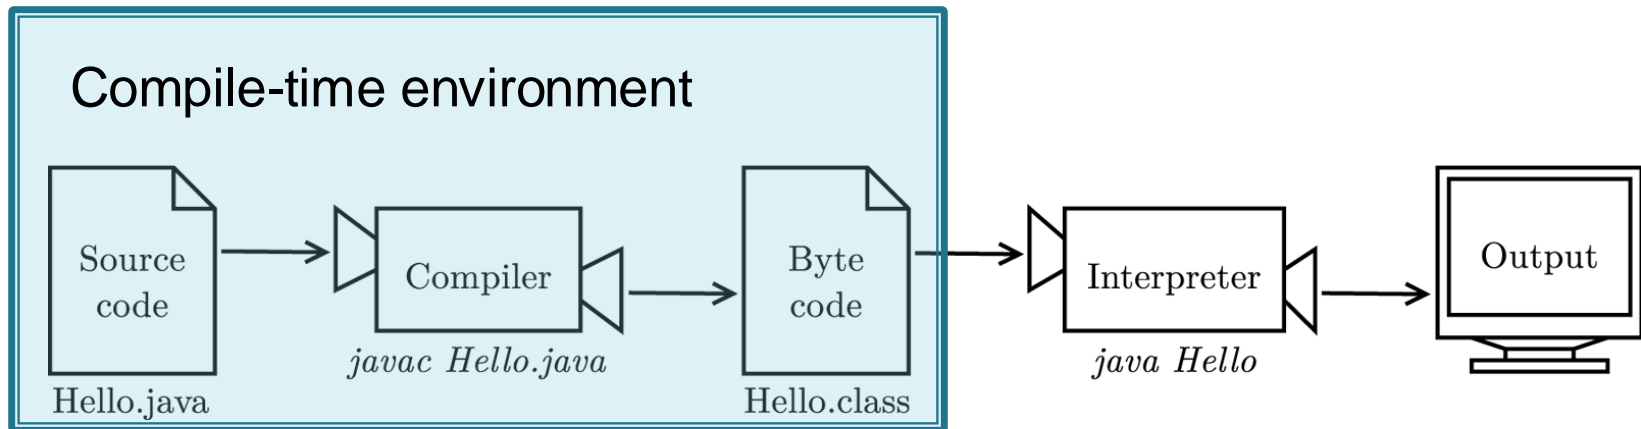 Compile-time environment
Source
code
Hello.java
Compiler
javac Hello.java
Byte
code
Hello.class
Interpreter
java Hello
Output